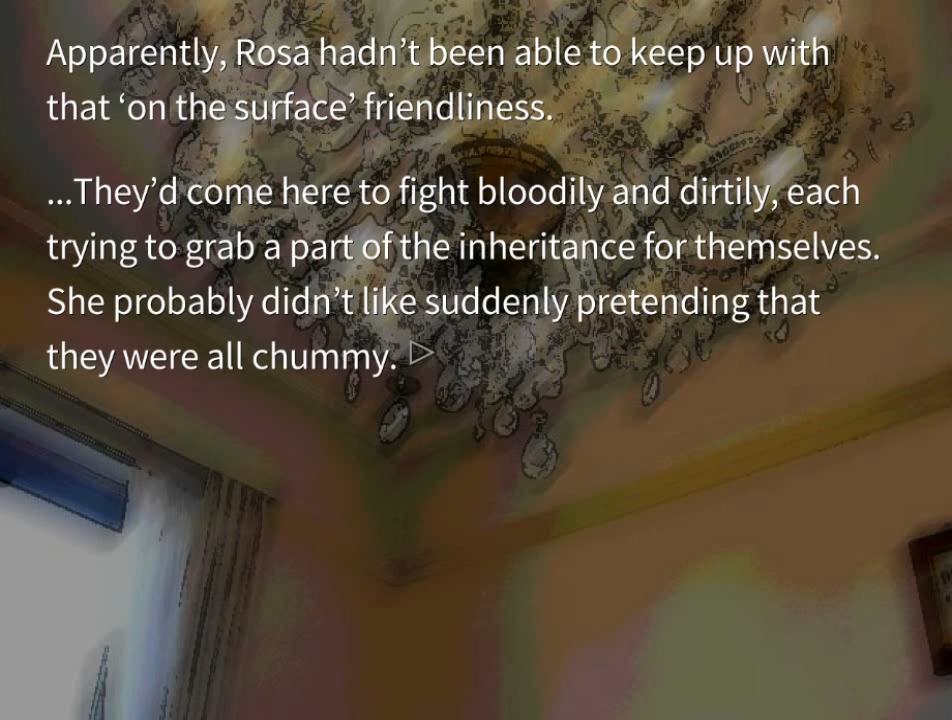 Apparently, Rosa hadn’t been able to keep up with
that ‘on the surface’ friendliness.
...They’d come here to fight bloodily and dirtily, each
trying to grab a part of the inheritance for themselves.
She probably didn’t like suddenly pretending that
they were all chummy.